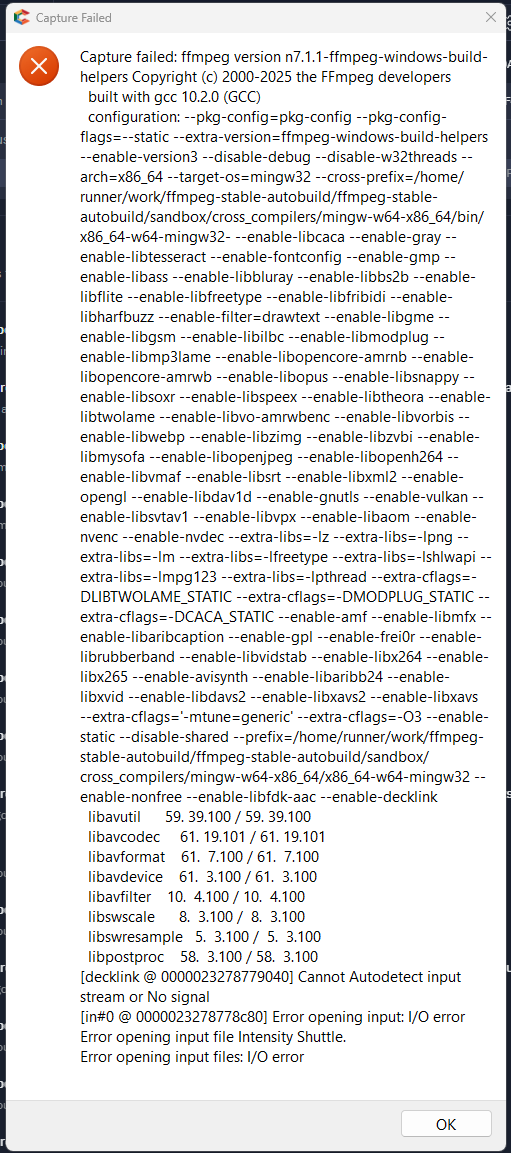 Capture Failed
Capture failed: ffmpeg version n7.1.1-ffmpeg-windows-build-
helpers Copyright (c) 2000-2025 the FFmpeg developers
built with gcc 10.2.0 (GCC)
configuration: --pkg-config=pkg-config --pkg-config-
flags=--static --extra-version=ffmpeg-windows-build-helpers
--enable-version3 --disable-debug --disable-w32threads --
arch=x86_64 --target-os=mingw32 --cross-prefix=/home/
runner/work/ffmpeg-stable-autobuild/ffmpeg-stable-
autobuild/sandbox/cross_compilers/mingw-w64-x86_64/bin/
x86_64-w64-mingw32- --enable-libcaca --enable-gray --
enable-libtesseract --enable-fontconfig --enable-gmp --
enable-libass --enable-libbluray --enable-libbs2b --enable-
libflite --enable-libfreetype --enable-libfribidi --enable-
libharfbuzz --enable-filter=drawtext --enable-libgme --
enable-libgsm --enable-libilbc --enable-libmodplug --
enable-libmp3lame --enable-libopencore-amrnb --enable-
libopencore-amrwb --enable-libopus --enable-libsnappy --
enable-libsoxr --enable-libspeex --enable-libtheora --enable-
libtwolame --enable-libvo-amrwbenc --enable-libvorbis --
enable-libwebp --enable-libzimg --enable-libzvbi --enable-
libmysofa --enable-libopenjpeg --enable-libopenh264 --
enable-libvmaf --enable-libsrt --enable-libxml2 --enable-
opengl --enable-libdav1d --enable-gnutls --enable-vulkan --
enable-libsvtav1 --enable-libvpx --enable-libaom --enable-
nvenc --enable-nvdec --extra-libs=-lz --extra-libs=-lpng --
extra-libs=-lm --extra-libs=-lfreetype --extra-libs=-lshlwapi --
extra-libs=-lmpg123 --extra-libs=-lpthread --extra-cflags=-
DLIBTWOLAME_STATIC --extra-cflags=-DMODPLUG_STATIC --
extra-cflags=-DCACA_STATIC --enable-amf --enable-libmfx --
enable-libaribcaption --enable-gpl --enable-frei0r --enable-
librubberband --enable-libvidstab --enable-libx264 --enable-
libx265 --enable-avisynth --enable-libaribb24 --enable-
libxvid --enable-libdavs2 --enable-libxavs2 --enable-libxavs
--extra-cflags='-mtune=generic' --extra-cflags=-O3 --enable-
static --disable-shared --prefix=/home/runner/work/ffmpeg-
stable-autobuild/ffmpeg-stable-autobuild/sandbox/
cross_compilers/mingw-w64-x86_64/x86_64-w64-mingw32 --
enable-nonfree --enable-libfdk-aac --enable-decklink
libavutil 59. 39.100 / 59. 39.100
libavcodec 61. 19.101 / 61. 19.101
libavformat 61. 7.100 / 61. 7.100
libavdevice 61. 3.100 / 61. 3.100
libavfilter 10. 4.100 / 10. 4.100
libswscale 8. 3.100 / 8. 3.100
libswresample 5. 3.100 / 5. 3.100
libpostproc 58. 3.100 / 58. 3.100
[decklink @ 0000023278779040] Cannot Autodetect input
stream or No signal
[in#0 @ 0000023278778c80] Error opening input: I/O error
Error opening input file Intensity Shuttle.
Error opening input files: I/O error
OK